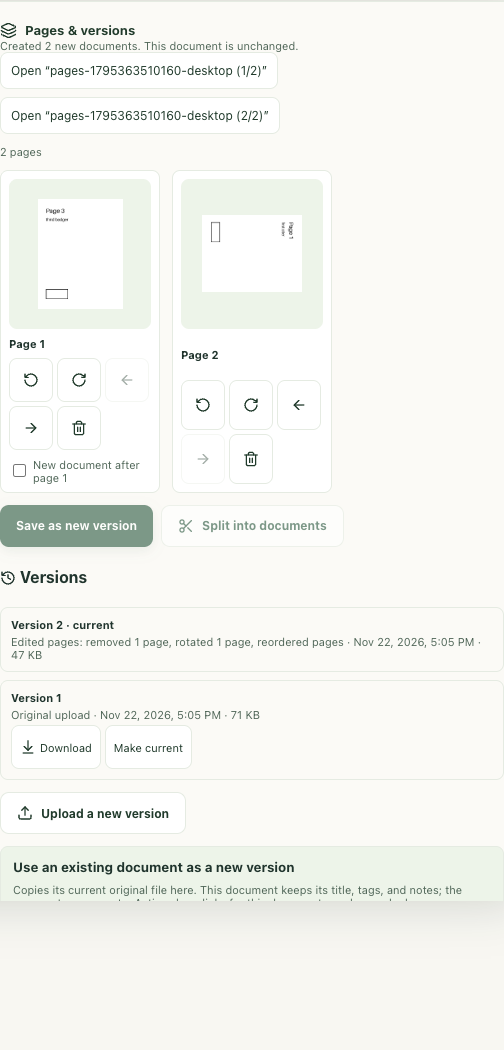 Pages & versions
Created 2 new documents. This document is unchanged.
Open “pages-1795363510160-desktop (1/2)”
Open “pages-1795363510160-desktop (2/2)”
2 pages
Page 3
Page 1
Page 1
Page 2
New document after
page 1
Save as new version
Split into documents
Versions
Version 2 · current
Edited pages: removed 1 page, rotated 1 page, reordered pages · Nov 22, 2026, 5:05 PM ·
47 KB
Version 1
Original upload · Nov 22, 2026, 5:05 PM · 71 KB
Download
Make current
Upload a new version
Use an existing document as a new version
Copies its current original file here. This document keeps its title, tags, and notes; the